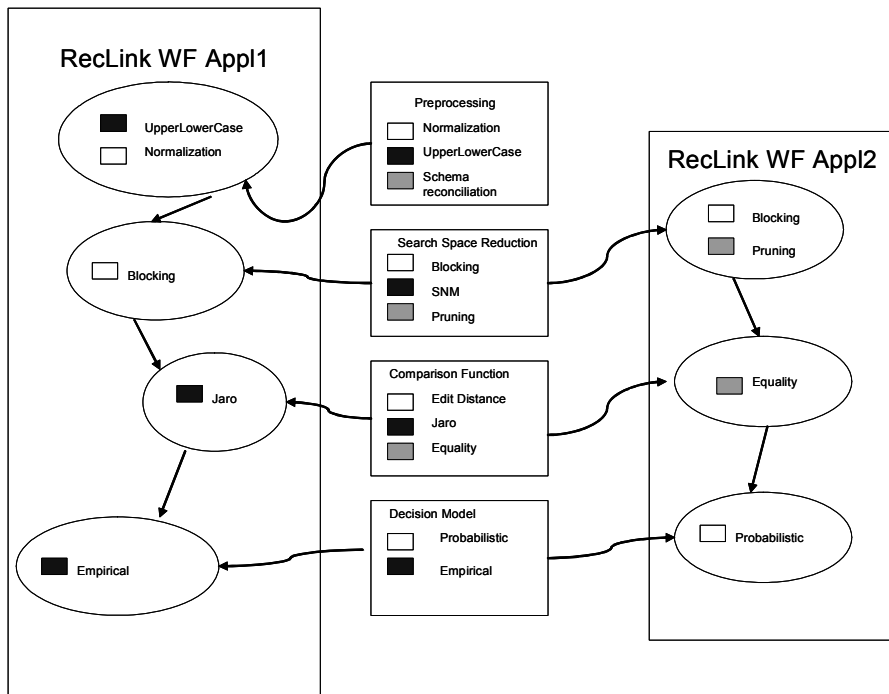 RecLink WF Appl1
UpperLowerCase
Normalization
Blocking
Jaro
Empirical
Preprocessing
Normalization
UpperLowerCase
Schema
reconciliation
Search Space Reduction
Blocking
SNM
Pruning
Comparison Function
Edit Distance
Jaro
Equality
Decision Model
Probabilistic
Empirical
RecLink WF Appl2
Blocking
Pruning
Equality
Probabilistic